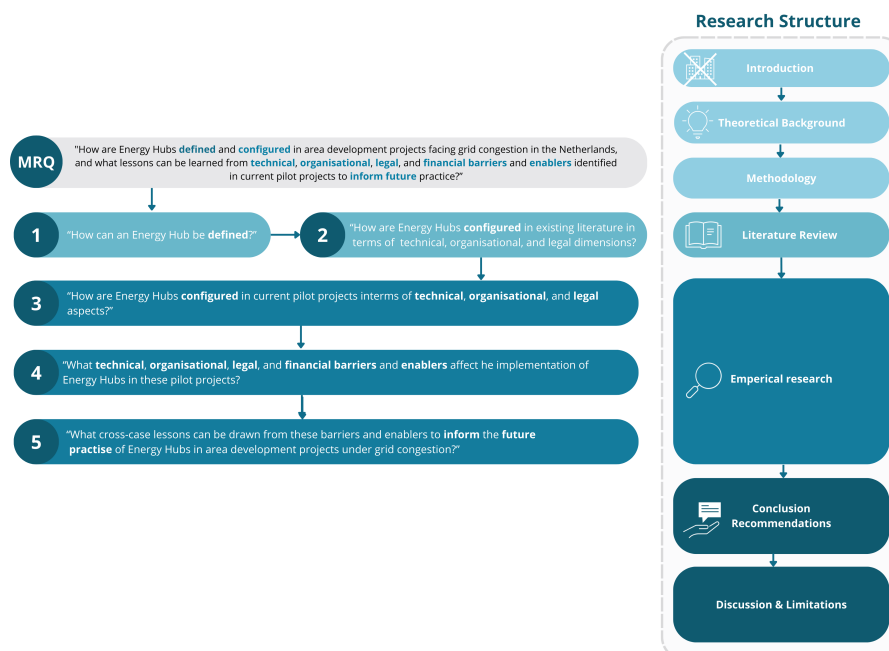 Research Structure
MRQ
"How are Energy Hubs defined and configured in area development projects facing grid congestion in the Netherlands,
and what lessons can be learned from technical, organisational, legal, and financial barriers and enablers identified
in current pilot projects to inform future practice?”
1
“How can an Energy Hub be defined?”
2
“How are Energy Hubs configured in existing literature in
terms of technical, organisational, and legal dimensions?
3
“How are Energy Hubs configured in current pilot projects interms of technical, organisational, and legal
aspects?”
4
“What technical, organisational, legal, and financial barriers and enablers affect he implementation of
Energy Hubs in these pilot projects?
5
“What cross-case lessons can be drawn from these barriers and enablers to inform the future
practise of Energy Hubs in area development projects under grid congestion?”
Introduction
Theoretical Background
Methodology
Literature Review
Emperical research
Conclusion
Recommendations
Discussion & Limitations